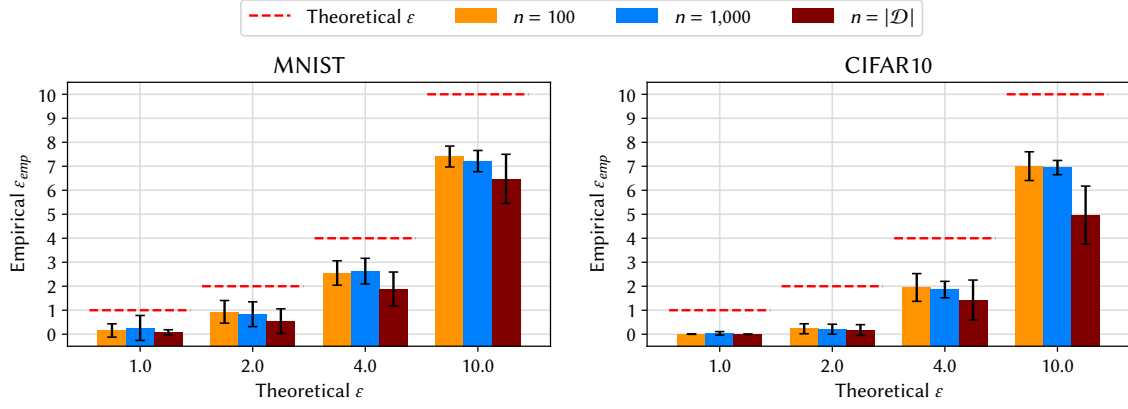 Theoretical ε
n = 100
n = 1,000
n = |𝒟|
MNIST
10
9
8
7
6
5
4
3
2
1
0
Empirical ε_emp
1.0 2.0 4.0 10.0
Theoretical ε
CIFAR10
10
9
8
7
6
5
4
3
2
1
0
Empirical ε_emp
1.0 2.0 4.0 10.0
Theoretical ε